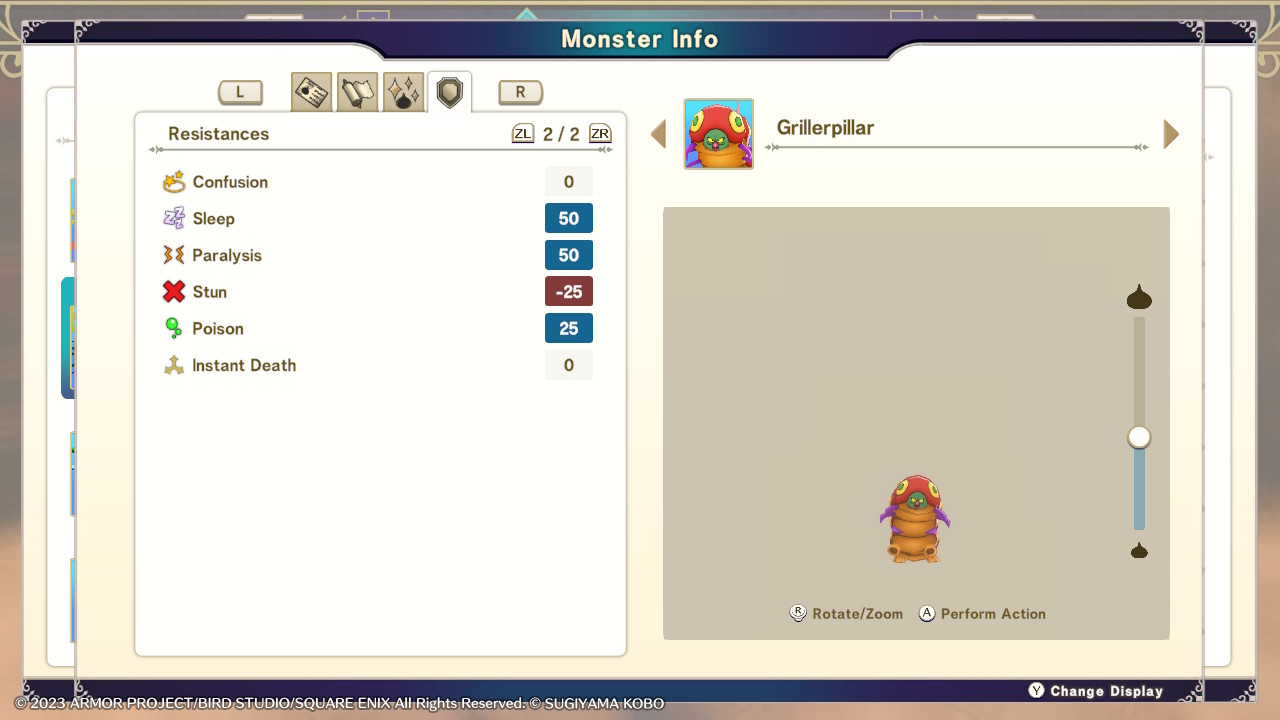 Monster Info
L
R
Resistances
ZL 2 / 2 ZR
Confusion 0
Sleep 50
Paralysis 50
Stun -25
Poison 25
Instant Death 0
Grillerpillar
R Rotate/Zoom A Perform Action
Y Change Display
© 2023 ARMOR PROJECT/BIRD STUDIO/SQUARE ENIX All Rights Reserved. © SUGIYAMA KOBO